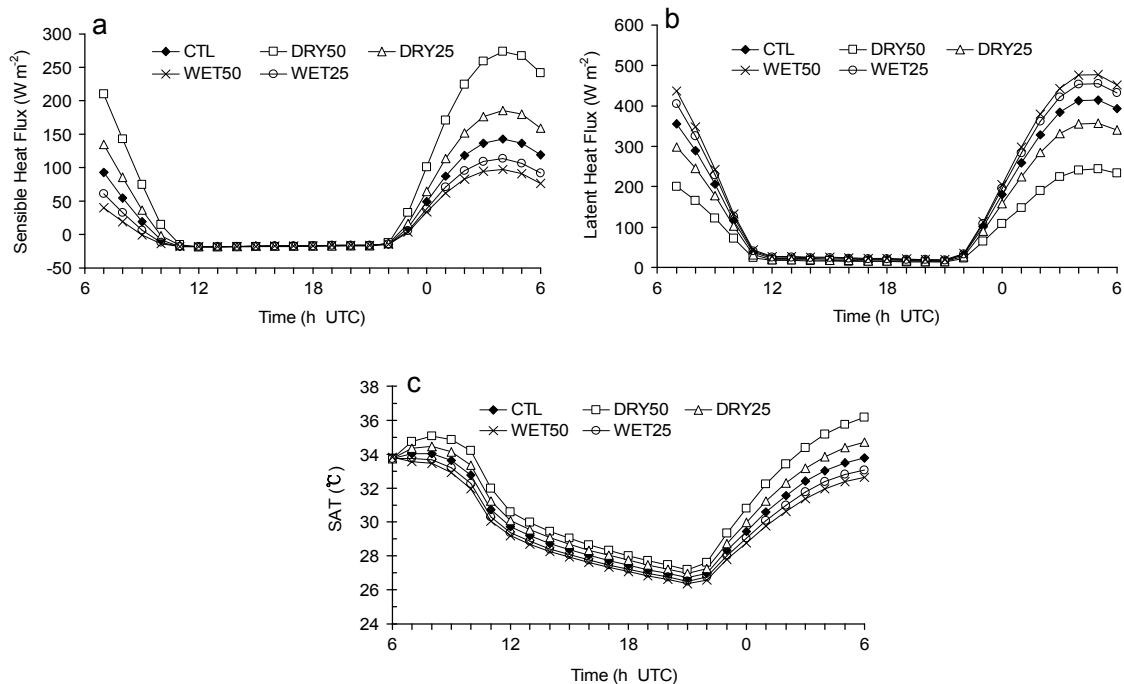 a
Sensible Heat Flux (W m-2)
300
250
200
150
100
50
0
-50
CTL DRY50 DRY25
WET50 WET25
6 12 18 0 6
Time (h UTC)
b
Latent Heat Flux (W m-2)
600
500
400
300
200
100
0
CTL DRY50 DRY25
WET50 WET25
6 12 18 0 6
Time (h UTC)
c
SAT (℃)
38
36
34
32
30
28
26
24
CTL DRY50 DRY25
WET50 WET25
6 12 18 0 6
Time (h UTC)